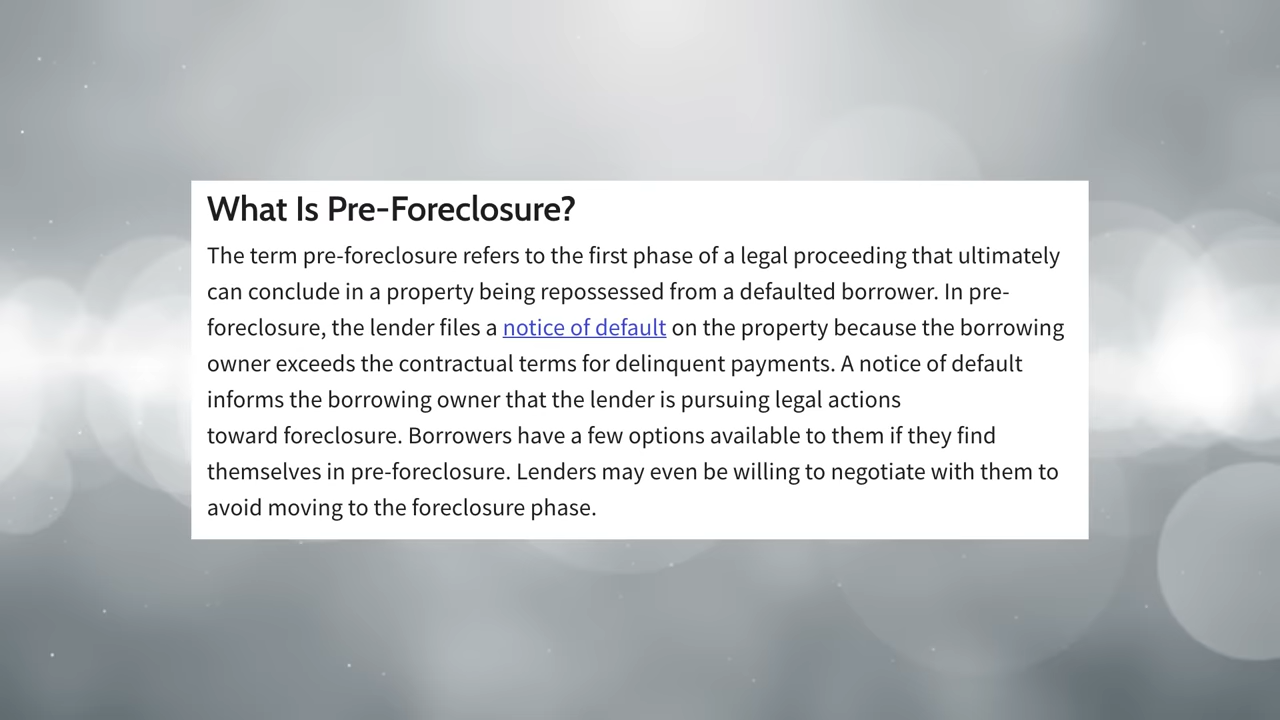 What Is Pre-Foreclosure?
The term pre-foreclosure refers to the first phase of a legal proceeding that ultimately
can conclude in a property being repossessed from a defaulted borrower. In pre-
foreclosure, the lender files a notice of default on the property because the borrowing
owner exceeds the contractual terms for delinquent payments. A notice of default
informs the borrowing owner that the lender is pursuing legal actions
toward foreclosure. Borrowers have a few options available to them if they find
themselves in pre-foreclosure. Lenders may even be willing to negotiate with them to
avoid moving to the foreclosure phase.